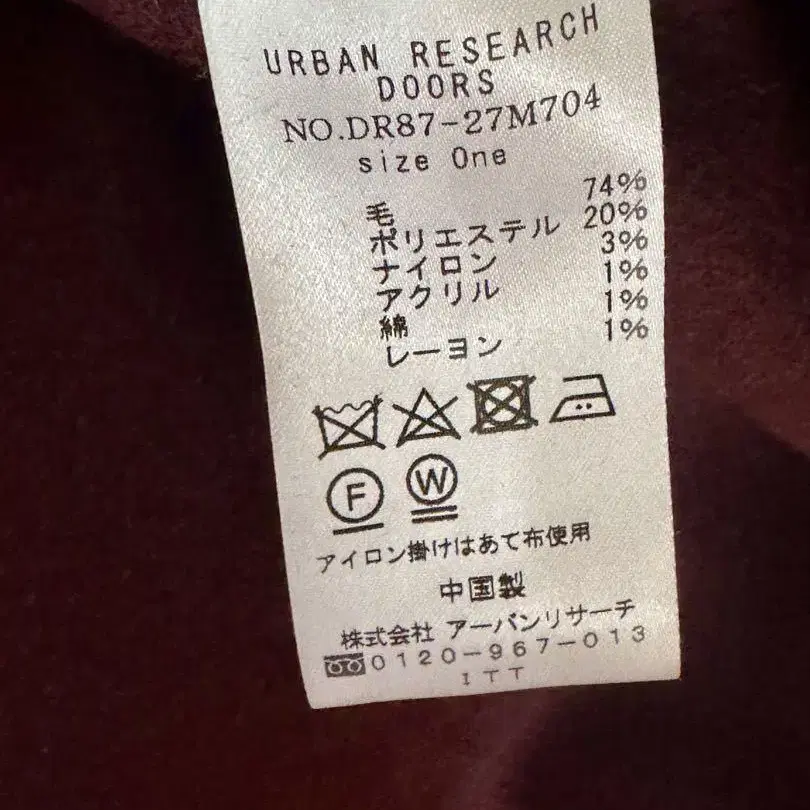 URBAN RESEARCH
DOORS
NO.DR87-27M704
size One
毛 74%
ポリエステル 20%
ナイロン 3%
アクリル 1%
綿 1%
レーヨン 1%
F W
アイロン掛けはあて布使用
中国製
株式会社 アーバンリサーチ
0120-967-013
ITT